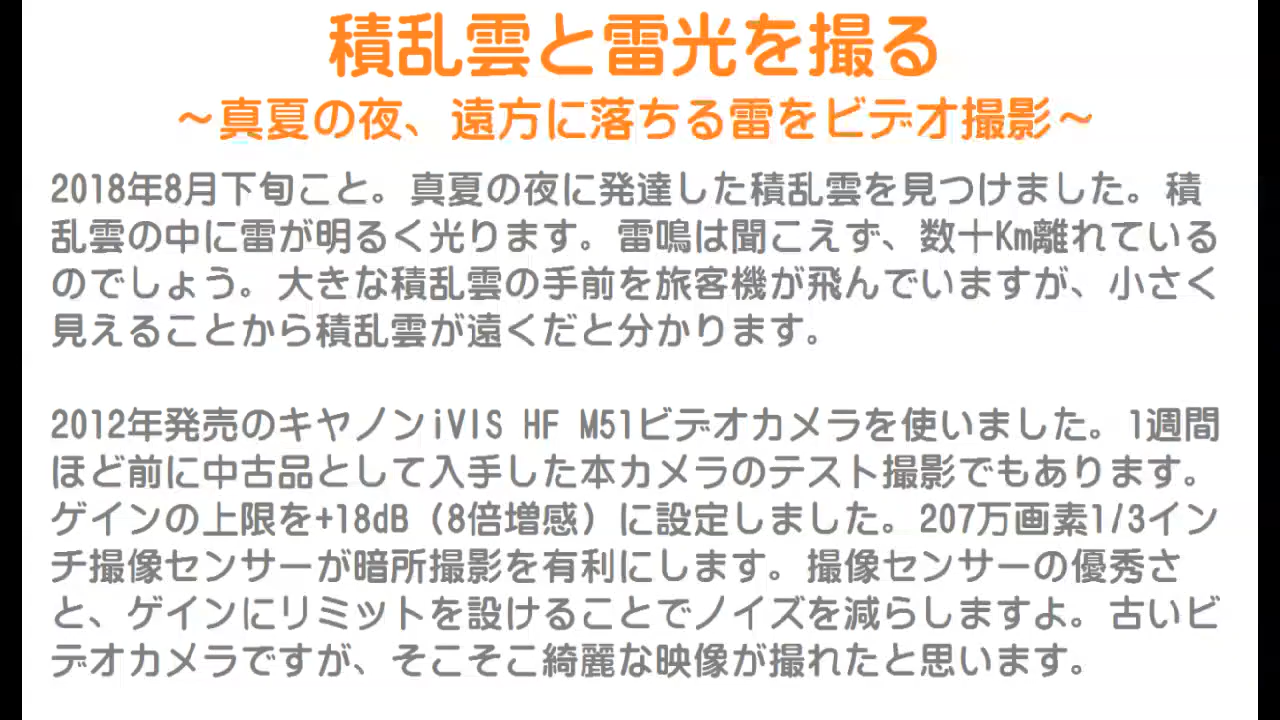 積乱雲と雷光を撮る
～真夏の夜、遠方に落ちる雷をビデオ撮影～
2018年8月下旬こと。真夏の夜に発達した積乱雲を見つけました。積
乱雲の中に雷が明るく光ります。雷鳴は聞こえず、数十Km離れている
のでしょう。大きな積乱雲の手前を旅客機が飛んでいますが、小さく
見えることから積乱雲が遠くだと分かります。
2012年発売のキヤノンiVIS HF M51ビデオカメラを使いました。1週間
ほど前に中古品として入手した本カメラのテスト撮影でもあります。
ゲインの上限を+18dB（8倍増感）に設定しました。207万画素1/3イン
チ撮像センサーが暗所撮影を有利にします。撮像センサーの優秀さ
と、ゲインにリミットを設けることでノイズを減らしますよ。古いビ
デオカメラですが、そこそこ綺麗な映像が撮れたと思います。